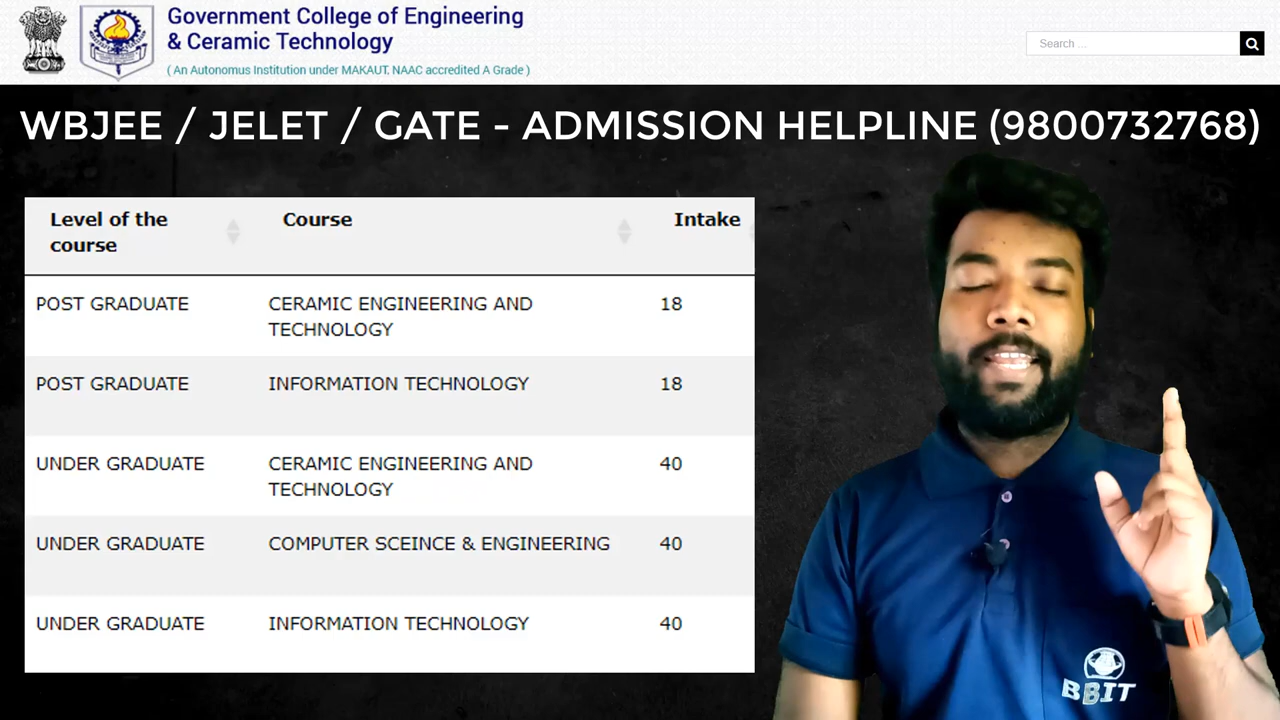 Government College of Engineering
& Ceramic Technology
( An Autonomus Institution under MAKAUT, NAAC accredited A Grade )
Search ...
WBJEE / JELET / GATE - ADMISSION HELPLINE (9800732768)
Level of the
course
Course
Intake
POST GRADUATE
CERAMIC ENGINEERING AND
TECHNOLOGY
18
POST GRADUATE
INFORMATION TECHNOLOGY
18
UNDER GRADUATE
CERAMIC ENGINEERING AND
TECHNOLOGY
40
UNDER GRADUATE
COMPUTER SCEINCE & ENGINEERING
40
UNDER GRADUATE
INFORMATION TECHNOLOGY
40
BBIT